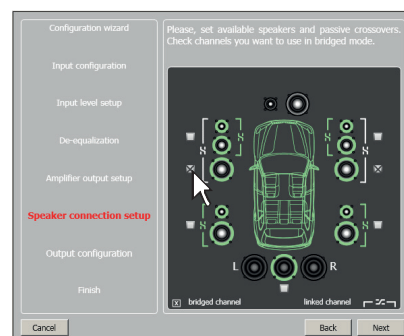 Configuration wizard
Input configuration
Input level setup
De-equalization
Amplifier output setup
Speaker connection setup
Output configuration
Finish
Please, set available speakers and passive crossovers.
Check channels you want to use in bridged mode.
L R
X bridged channel linked channel
Cancel Back Next